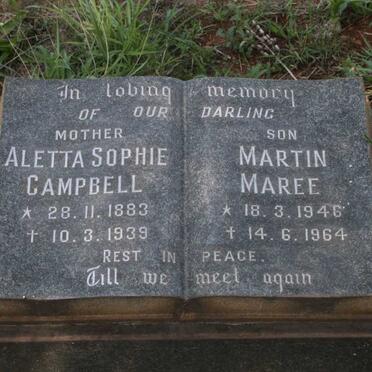 In loving memory
OF OUR DARLING
MOTHER
ALETTA SOPHIE
CAMPBELL
★ 28.11.1883
† 10.3.1939
SON
MARTIN
MAREE
★ 18.3.1946
† 14.6.1964
REST IN PEACE.
Till we meet again